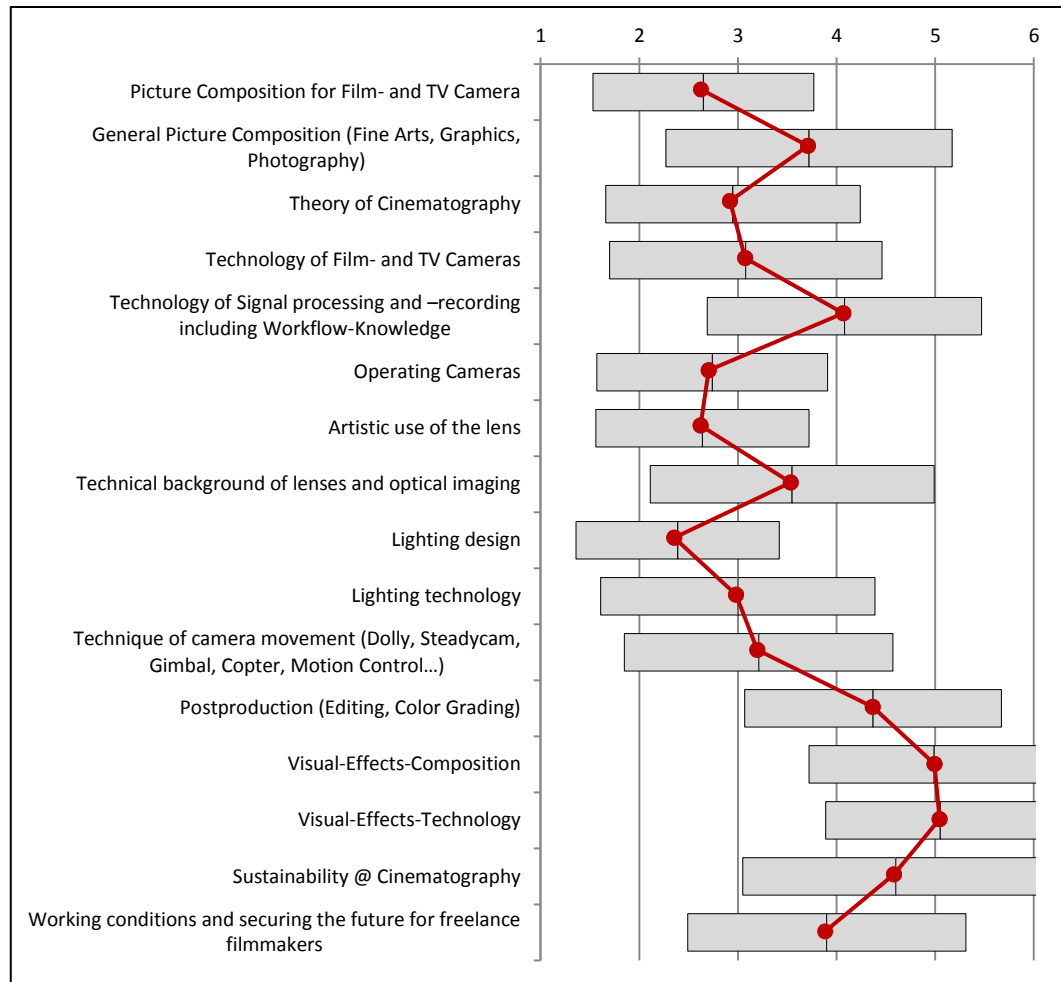 1 2 3 4 5 6
Picture Composition for Film- and TV Camera
General Picture Composition (Fine Arts, Graphics,
Photography)
Theory of Cinematography
Technology of Film- and TV Cameras
Technology of Signal processing and –recording
including Workflow-Knowledge
Operating Cameras
Artistic use of the lens
Technical background of lenses and optical imaging
Lighting design
Lighting technology
Technique of camera movement (Dolly, Steadycam,
Gimbal, Copter, Motion Control…)
Postproduction (Editing, Color Grading)
Visual-Effects-Composition
Visual-Effects-Technology
Sustainability @ Cinematography
Working conditions and securing the future for freelance
filmmakers